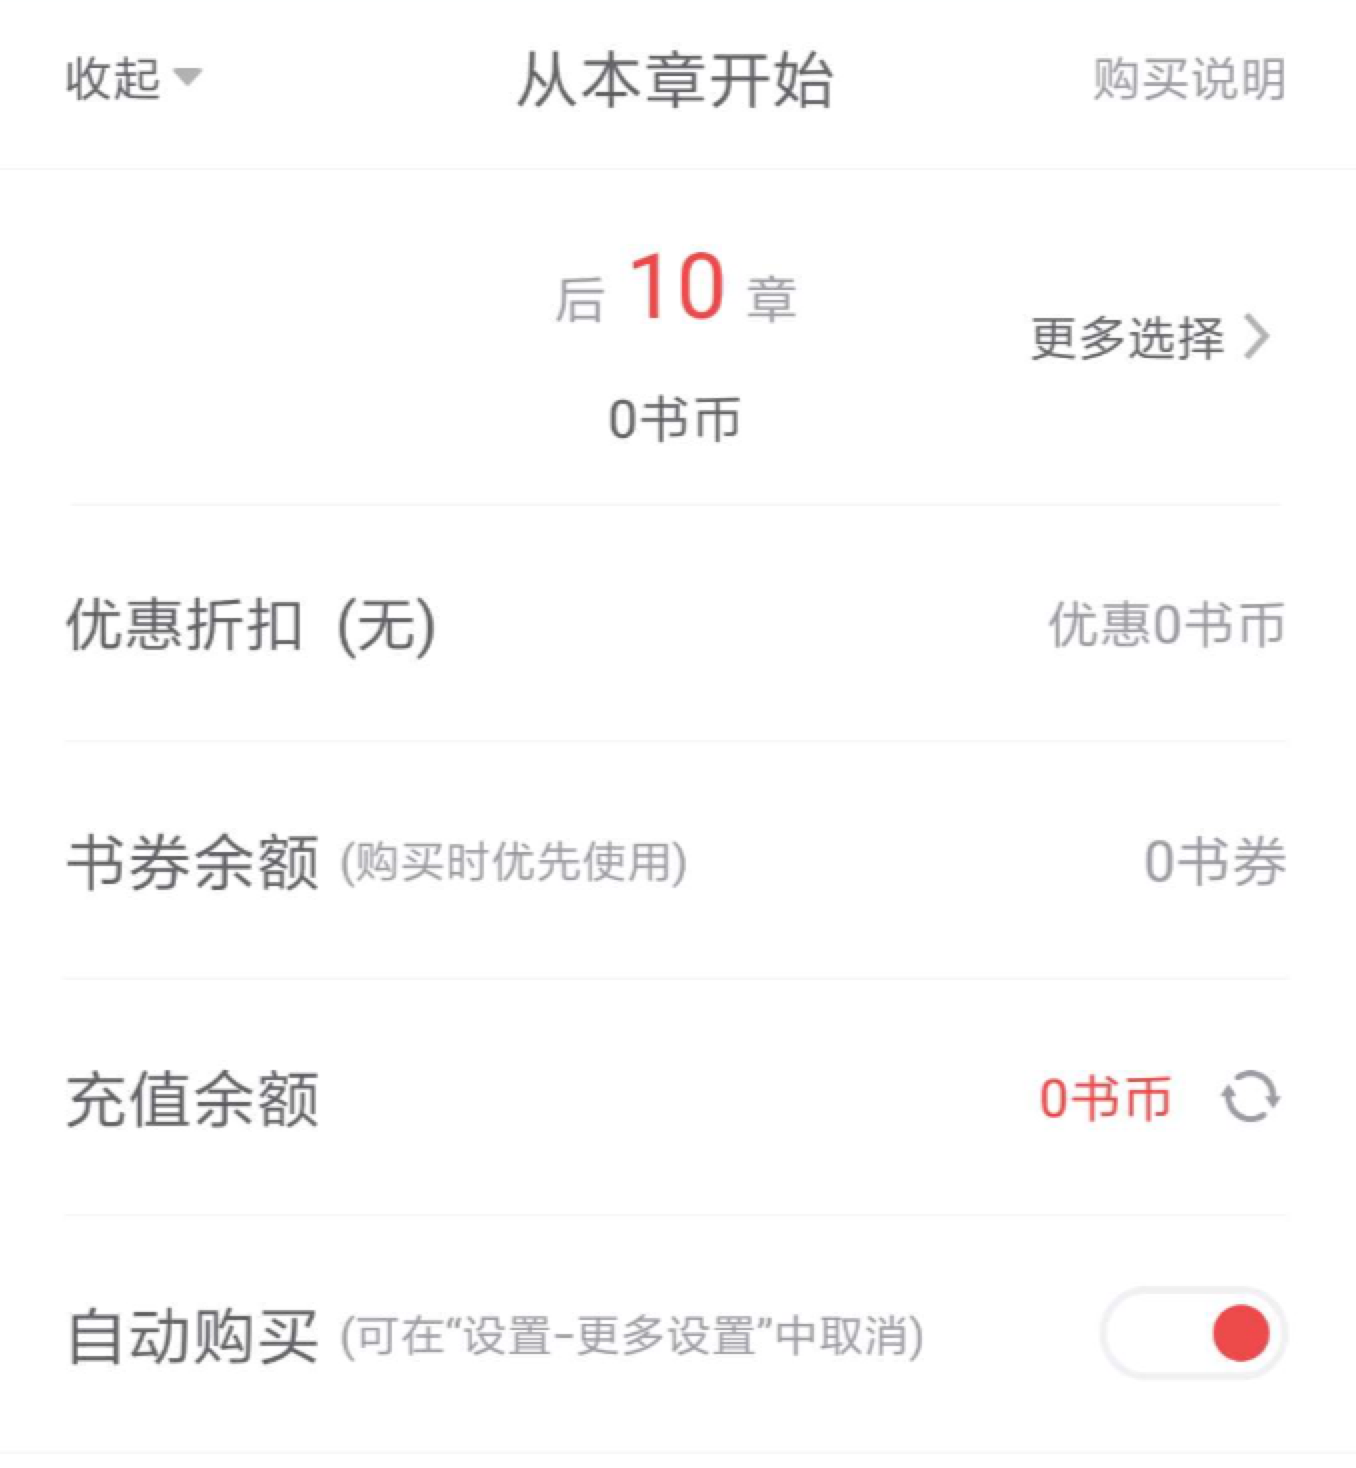 收起 从本章开始 购买说明
后 10 章
更多选择
0书币
优惠折扣 (无) 优惠0书币
书券余额 (购买时优先使用) 0书券
充值余额 0书币
自动购买 (可在“设置-更多设置”中取消)